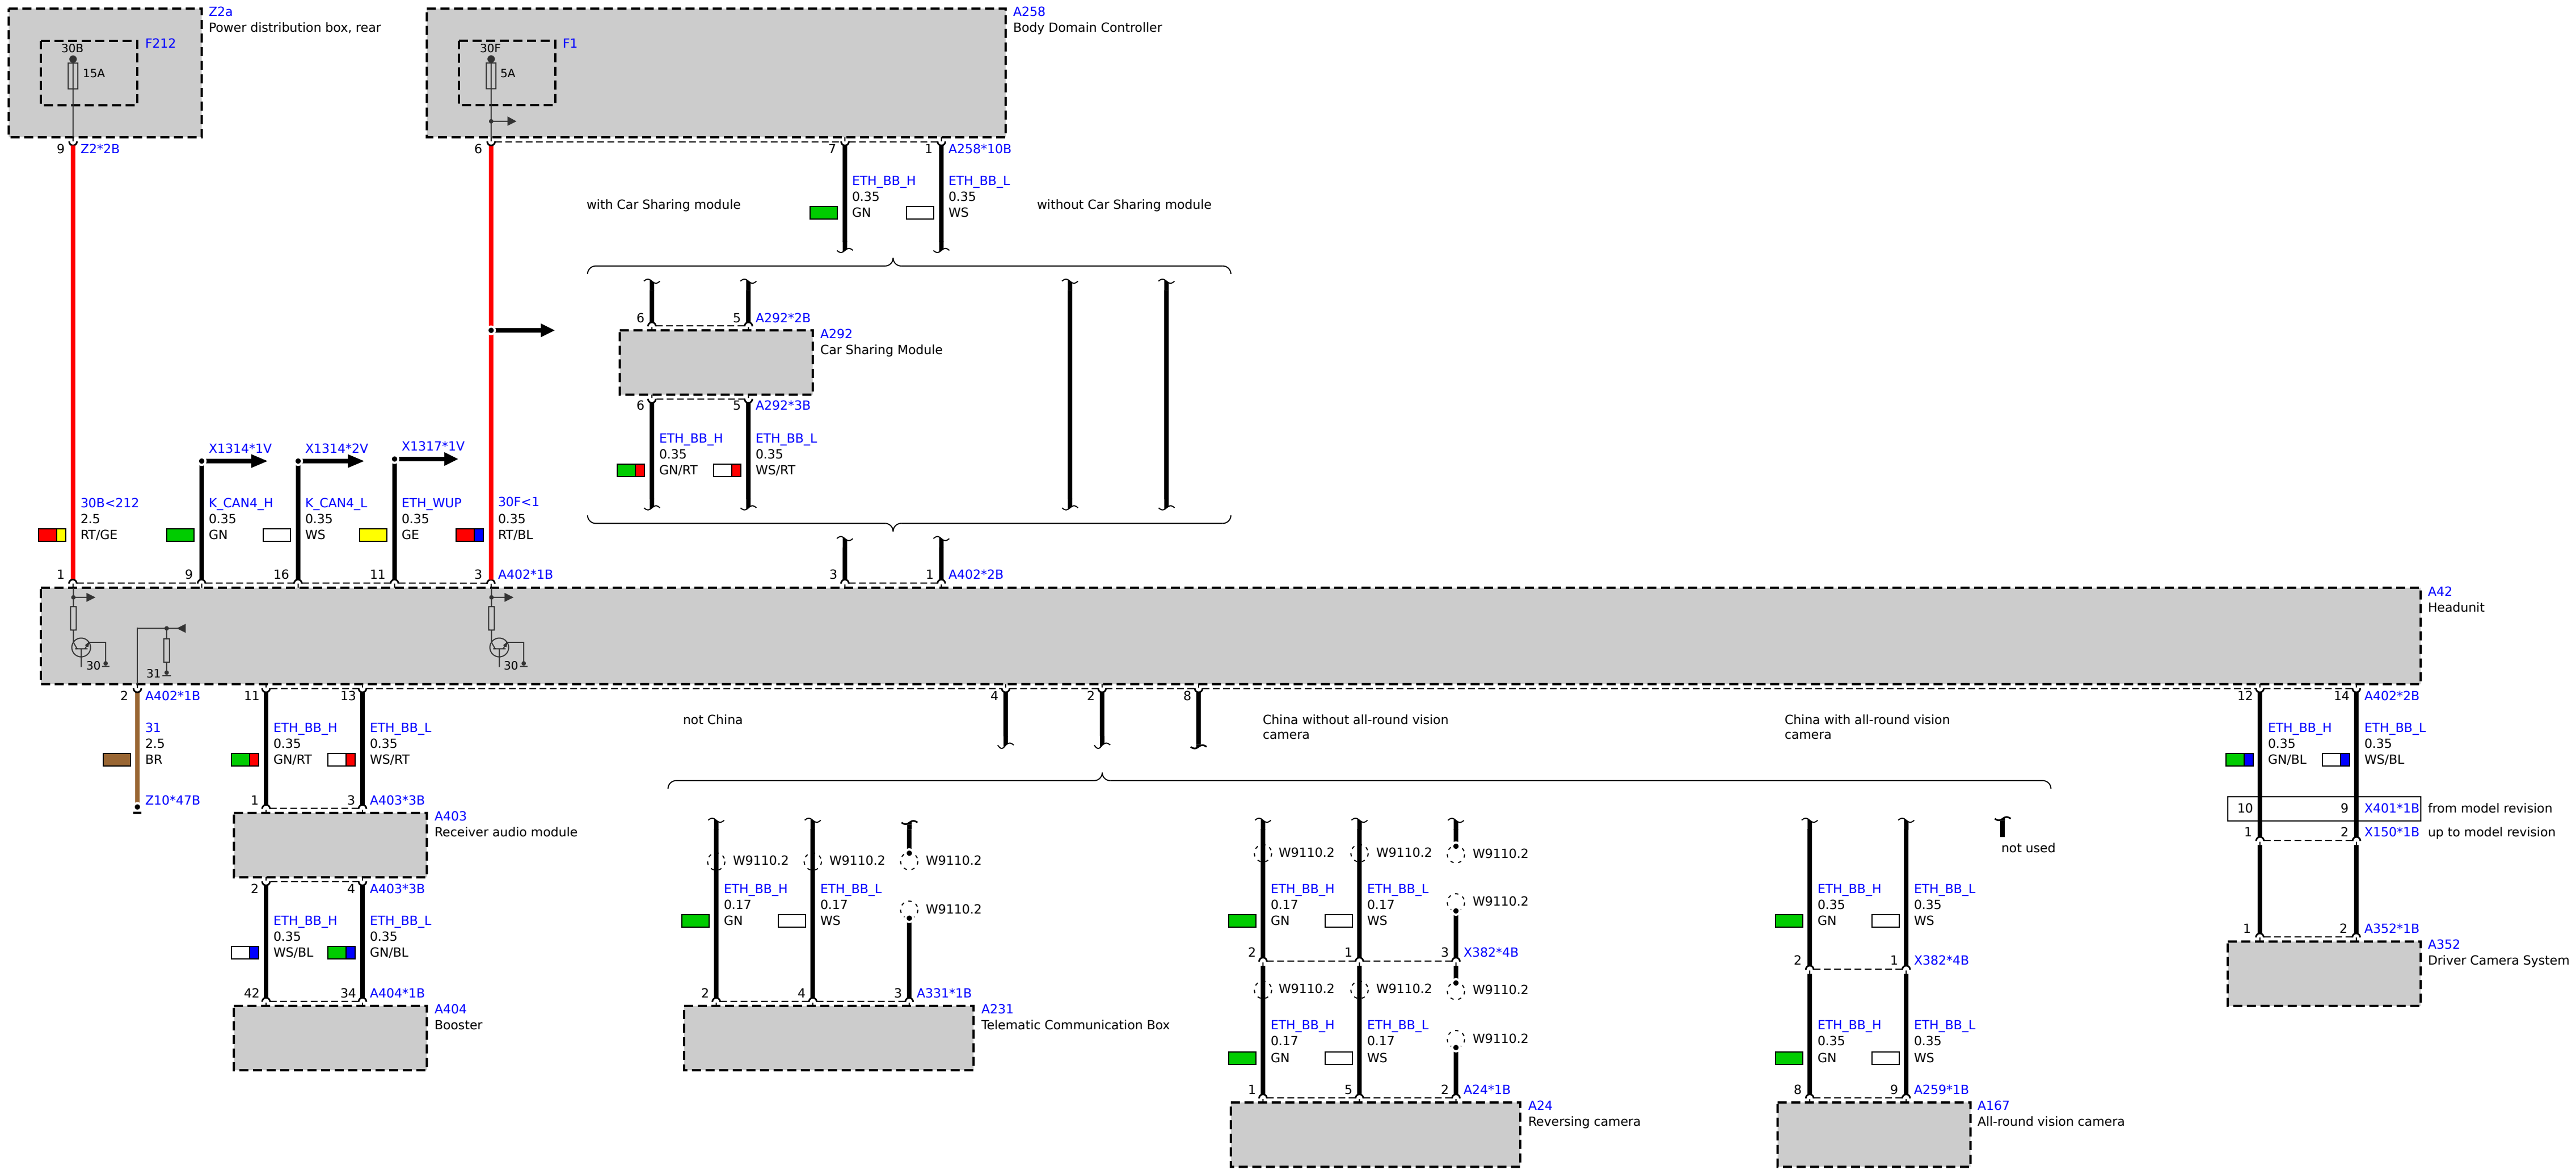 Z2a
Power distribution box, rear
F212
30B
15A
A258
Body Domain Controller
F1
30F
5A
9 Z2*2B
6
7
1 A258*10B
ETH_BB_H
0.35
GN
ETH_BB_L
0.35
WS
with Car Sharing module
without Car Sharing module
6
5 A292*2B
A292
Car Sharing Module
6
5 A292*3B
ETH_BB_H
0.35
GN/RT
ETH_BB_L
0.35
WS/RT
X1314*1V
X1314*2V
X1317*1V
30B<212
2.5
RT/GE
K_CAN4_H
0.35
GN
K_CAN4_L
0.35
WS
ETH_WUP
0.35
GE
30F<1
0.35
RT/BL
1
9
16
11
3 A402*1B
3
1 A402*2B
A42
Headunit
30
31
30
2 A402*1B
11
13
4
2
8
12
14 A402*2B
31
2.5
BR
Z10*47B
ETH_BB_H
0.35
GN/RT
ETH_BB_L
0.35
WS/RT
not China
China without all-round vision
camera
China with all-round vision
camera
ETH_BB_H
0.35
GN/BL
ETH_BB_L
0.35
WS/BL
1
3 A403*3B
A403
Receiver audio module
2
4 A403*3B
ETH_BB_H
0.35
WS/BL
ETH_BB_L
0.35
GN/BL
42
34 A404*1B
A404
Booster
W9110.2
W9110.2
W9110.2
W9110.2
ETH_BB_H
0.17
GN
ETH_BB_L
0.17
WS
2
4
3 A331*1B
A231
Telematic Communication Box
W9110.2
W9110.2
W9110.2
W9110.2
ETH_BB_H
0.17
GN
ETH_BB_L
0.17
WS
2
1
3 X382*4B
W9110.2
W9110.2
W9110.2
W9110.2
ETH_BB_H
0.17
GN
ETH_BB_L
0.17
WS
1
5
2 A24*1B
A24
Reversing camera
not used
ETH_BB_H
0.35
GN
ETH_BB_L
0.35
WS
2
1 X382*4B
ETH_BB_H
0.35
GN
ETH_BB_L
0.35
WS
8
9 A259*1B
A167
All-round vision camera
10
9 X401*1B from model revision
1
2 X150*1B up to model revision
1
2 A352*1B
A352
Driver Camera System